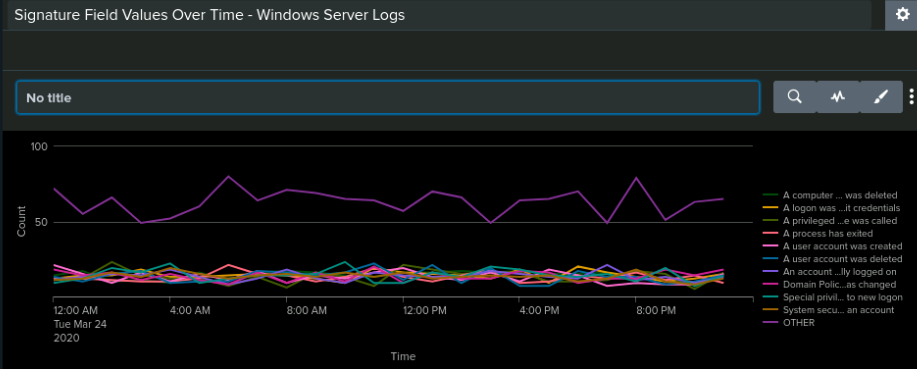 Signature Field Values Over Time - Windows Server Logs
No title
100
50
Count
12:00 AM
Tue Mar 24
2020
4:00 AM
8:00 AM
12:00 PM
4:00 PM
8:00 PM
Time
A computer ... was deleted
A logon was ...it credentials
A privileged ...e was called
A process has exited
A user account was created
A user account was deleted
An account ...lly logged on
Domain Polic...as changed
Special privil... to new logon
System secu... an account
OTHER